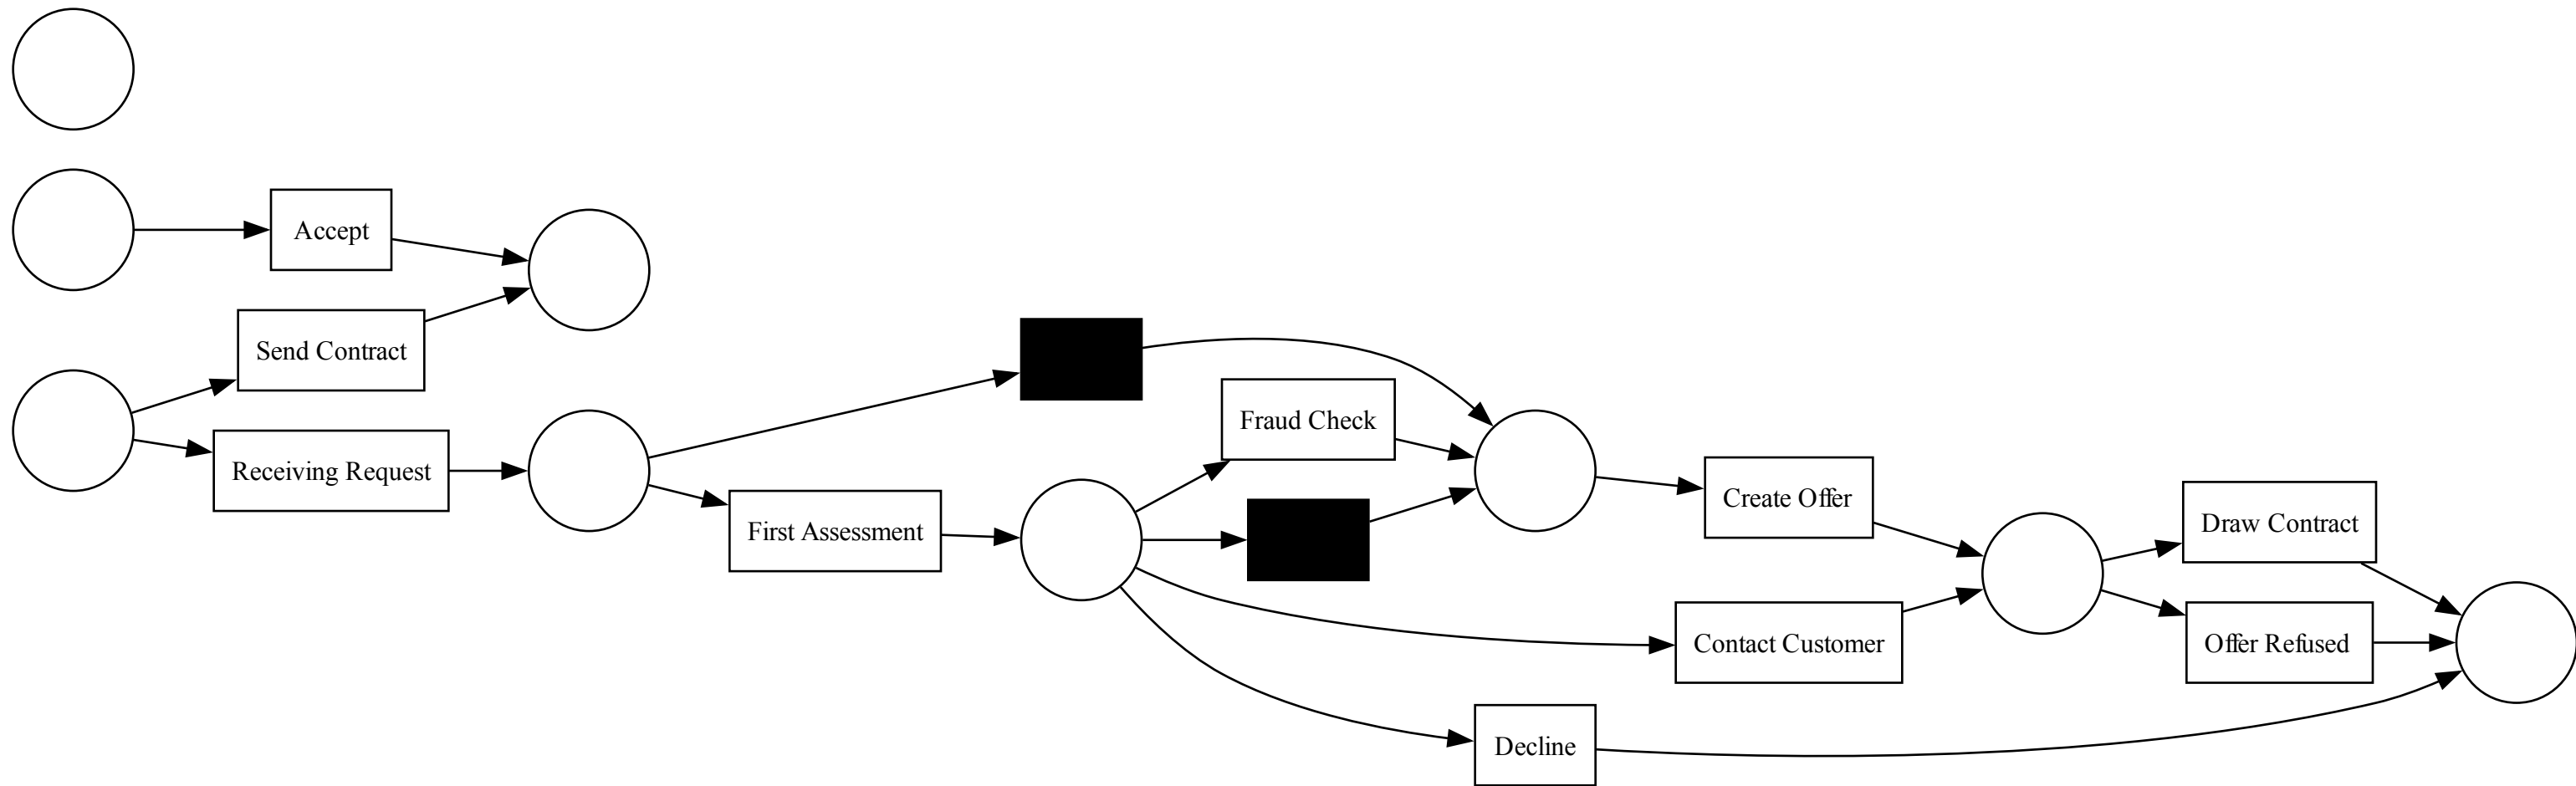 Accept
Send Contract
Receiving Request
First Assessment
Fraud Check
Create Offer
Contact Customer
Decline
Draw Contract
Offer Refused